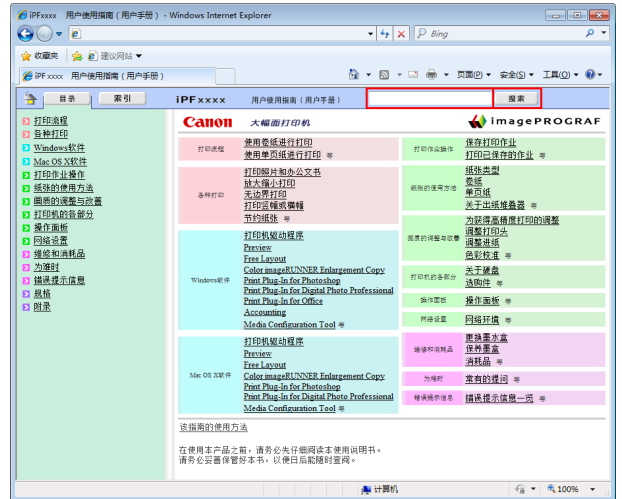 iPFxxxx 用户使用指南(用户手册) - Windows Internet Explorer
Bing
收藏夹 建议网站
iPF xxxx 用户使用指南(用户手册)
页面(P) 安全(S) 工具(O)
目录 索引 iPFxxxx 用户使用指南(用户手册) 搜索
打印流程
各种打印
Windows软件
Mac OS X软件
打印作业操作
纸张的使用方法
画质的调整与改善
打印机的各部分
操作面板
网络设置
维修和消耗品
为难时
错误提示信息
规格
附录
Canon 大幅面打印机 imagePROGRAF
打印流程
使用卷纸进行打印
使用单页纸进行打印 等
各种打印
打印照片和办公文书
放大缩小打印
无边界打印
打印竖幅或横幅
节约纸张 等
Windows软件
打印机驱动程序
Preview
Free Layout
Color imageRUNNER Enlargement Copy
Print Plug-In for Photoshop
Print Plug-In for Digital Photo Professional
Print Plug-In for Office
Accounting
Media Configuration Tool 等
Mac OS X软件
打印机驱动程序
Preview
Free Layout
Color imageRUNNER Enlargement Copy
Print Plug-In for Photoshop
Print Plug-In for Digital Photo Professional
Media Configuration Tool 等
打印作业操作
保存打印作业
打印已保存的作业 等
纸张的使用方法
纸张类型
卷纸
单页纸
关于出纸堆叠器 等
画质的调整与改善
为获得高精度打印的调整
调整打印头
调整进纸
色彩校准 等
打印机的各部分
关于硬盘
选购件 等
操作面板
操作面板 等
网络设置
网络环境 等
维修和消耗品
更换墨水盒
保养墨盒
消耗品 等
为难时
常有的提问 等
错误提示信息
错误提示信息一览 等
该指南的使用方法
在使用本产品之前,请务必先仔细阅读本使用说明书。
请务必妥善保管好本书,以便日后能随时查阅。
计算机 100%